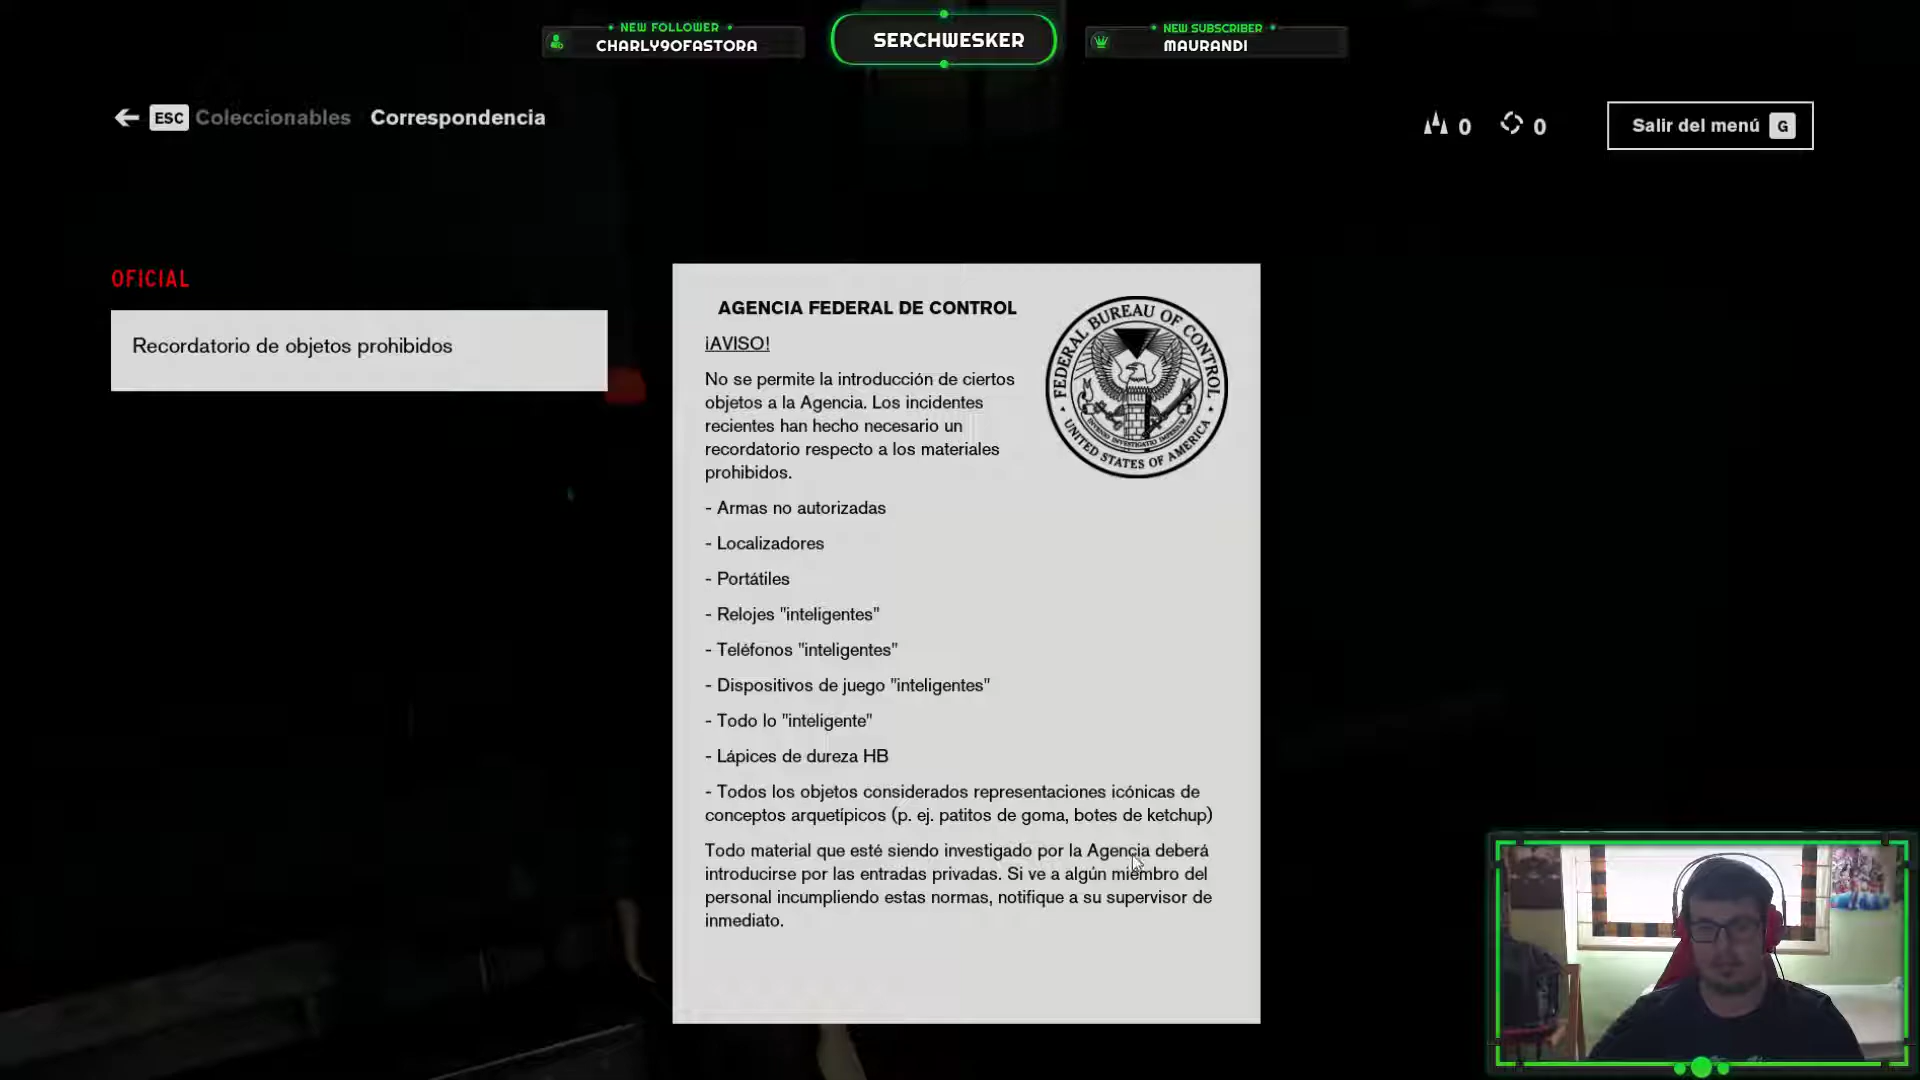 NEW FOLLOWER
CHARLY9OFASTORA
SERCHWESKER
NEW SUBSCRIBER
MAURANDI
ESC Coleccionables Correspondencia
0 0
Salir del menú G
OFICIAL
Recordatorio de objetos prohibidos
AGENCIA FEDERAL DE CONTROL
¡AVISO!
No se permite la introducción de ciertos
objetos a la Agencia. Los incidentes
recientes han hecho necesario un
recordatorio respecto a los materiales
prohibidos.
FEDERAL BUREAU OF CONTROL
INVENIO INVESTIGATIO IMPERIUM
UNITED STATES OF AMERICA
- Armas no autorizadas
- Localizadores
- Portátiles
- Relojes "inteligentes"
- Teléfonos "inteligentes"
- Dispositivos de juego "inteligentes"
- Todo lo "inteligente"
- Lápices de dureza HB
- Todos los objetos considerados representaciones icónicas de
conceptos arquetípicos (p. ej. patitos de goma, botes de ketchup)
Todo material que esté siendo investigado por la Agencia deberá
introducirse por las entradas privadas. Si ve a algún miembro del
personal incumpliendo estas normas, notifique a su supervisor de
inmediato.